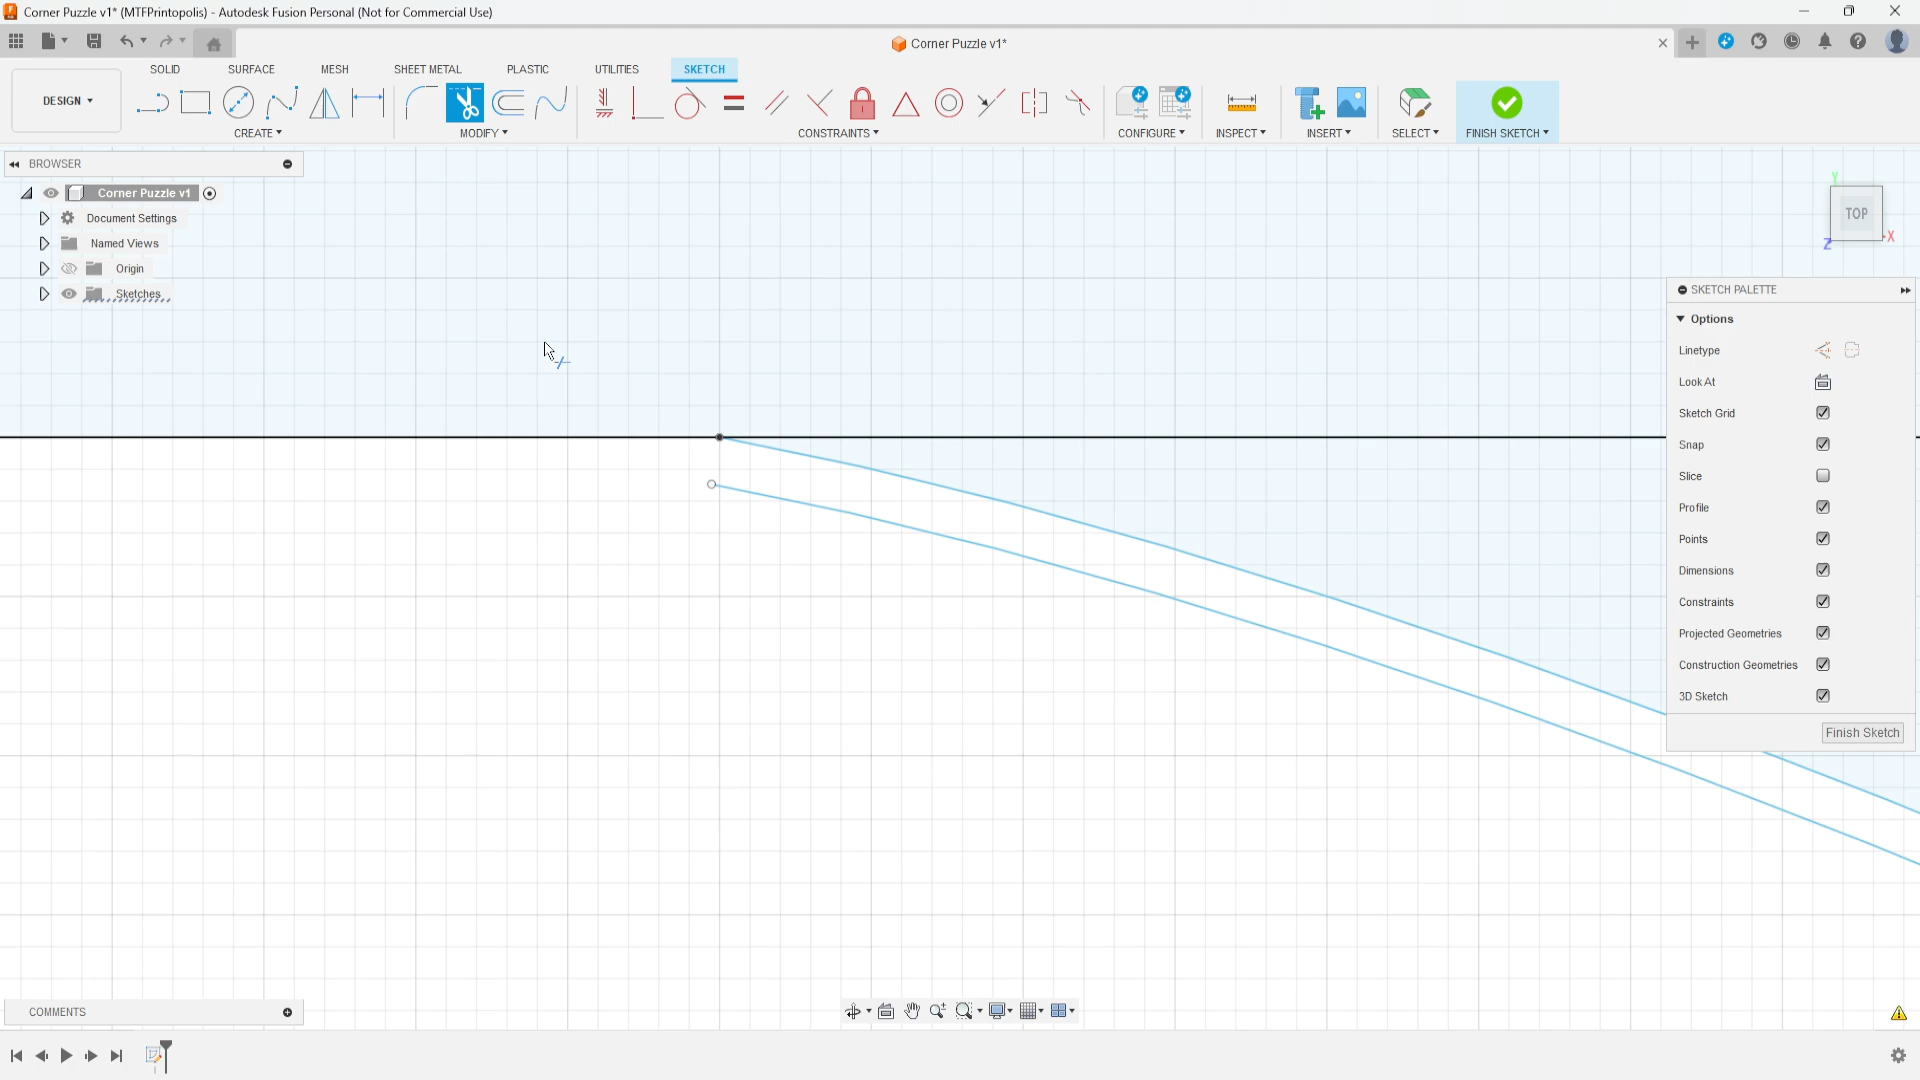 Corner Puzzle v1* (MTFPrintopolis) - Autodesk Fusion Personal (Not for Commercial Use)
Corner Puzzle v1*
SOLID SURFACE MESH SHEET METAL PLASTIC UTILITIES SKETCH
DESIGN
CREATE MODIFY CONSTRAINTS CONFIGURE INSPECT INSERT SELECT FINISH SKETCH
BROWSER
Corner Puzzle v1
Document Settings
Named Views
Origin
Sketches
Y
TOP
X
Z
SKETCH PALETTE
Options
Linetype
Look At
Sketch Grid
Snap
Slice
Profile
Points
Dimensions
Constraints
Projected Geometries
Construction Geometries
3D Sketch
Finish Sketch
COMMENTS